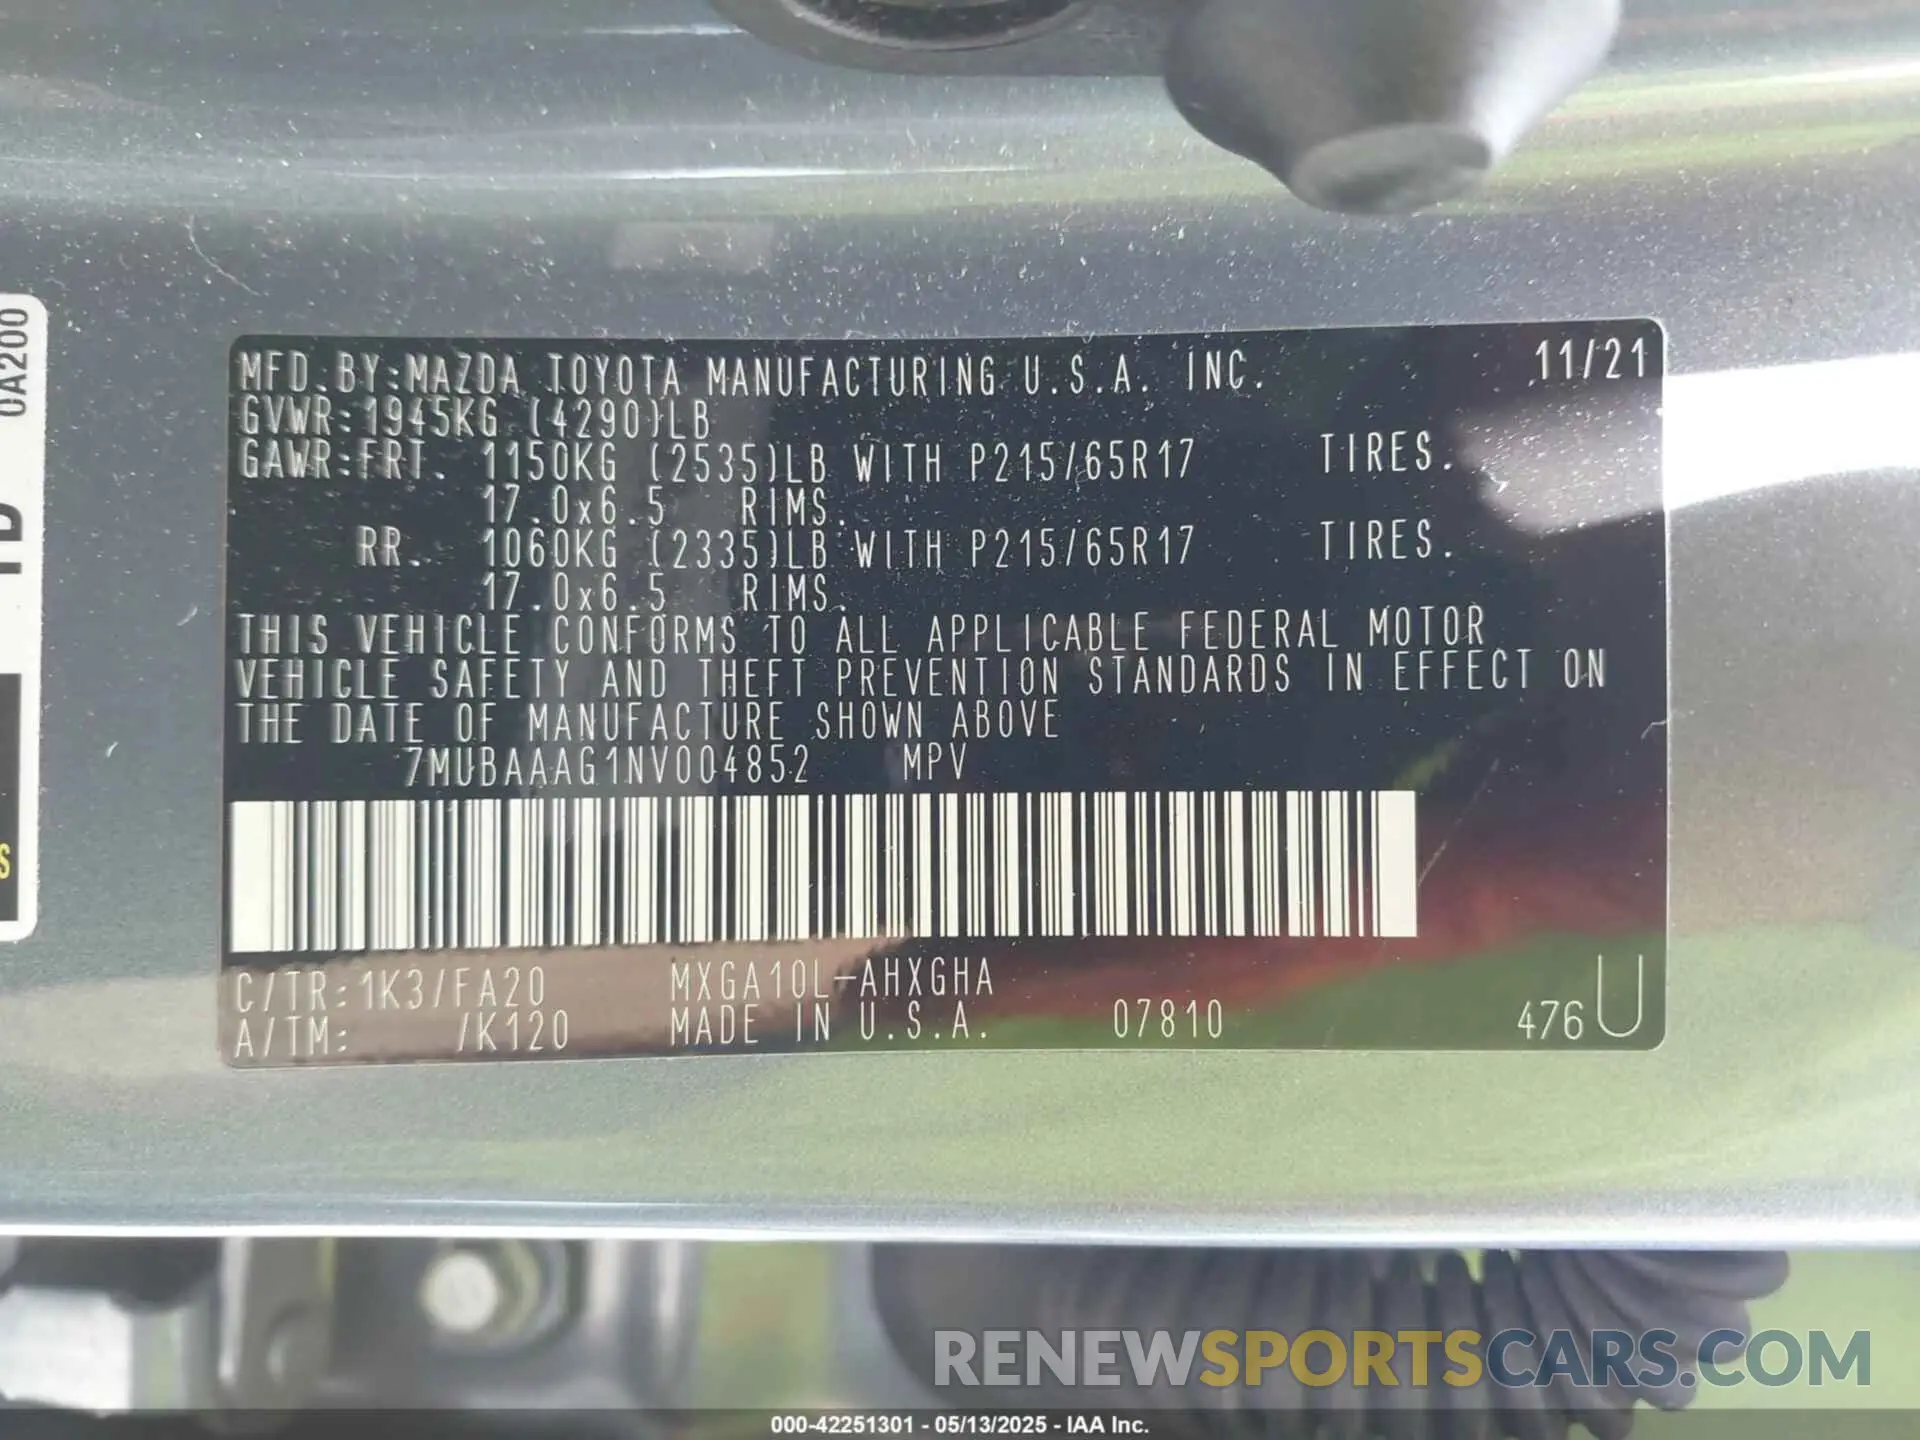 0A200
MFD.BY:MAZDA TOYOTA MANUFACTURING U.S.A. INC. 11/21
GVWR:1945KG (4290)LB
GAWR:FRT. 1150KG (2535)LB WITH P215/65R17 TIRES.
17.0x6.5 RIMS.
RR. 1060KG (2335)LB WITH P215/65R17 TIRES.
17.0x6.5 RIMS.
THIS VEHICLE CONFORMS TO ALL APPLICABLE FEDERAL MOTOR
VEHICLE SAFETY AND THEFT PREVENTION STANDARDS IN EFFECT ON
THE DATE OF MANUFACTURE SHOWN ABOVE
7MUBAAAG1NV004852 MPV
C/TR:1K3/FA20 MXGA10L-AHXGHA
A/TM: /K120 MADE IN U.S.A. 07810 476U
RENEWSPORTSCARS.COM
000-42251301 - 05/13/2025 - IAA Inc.